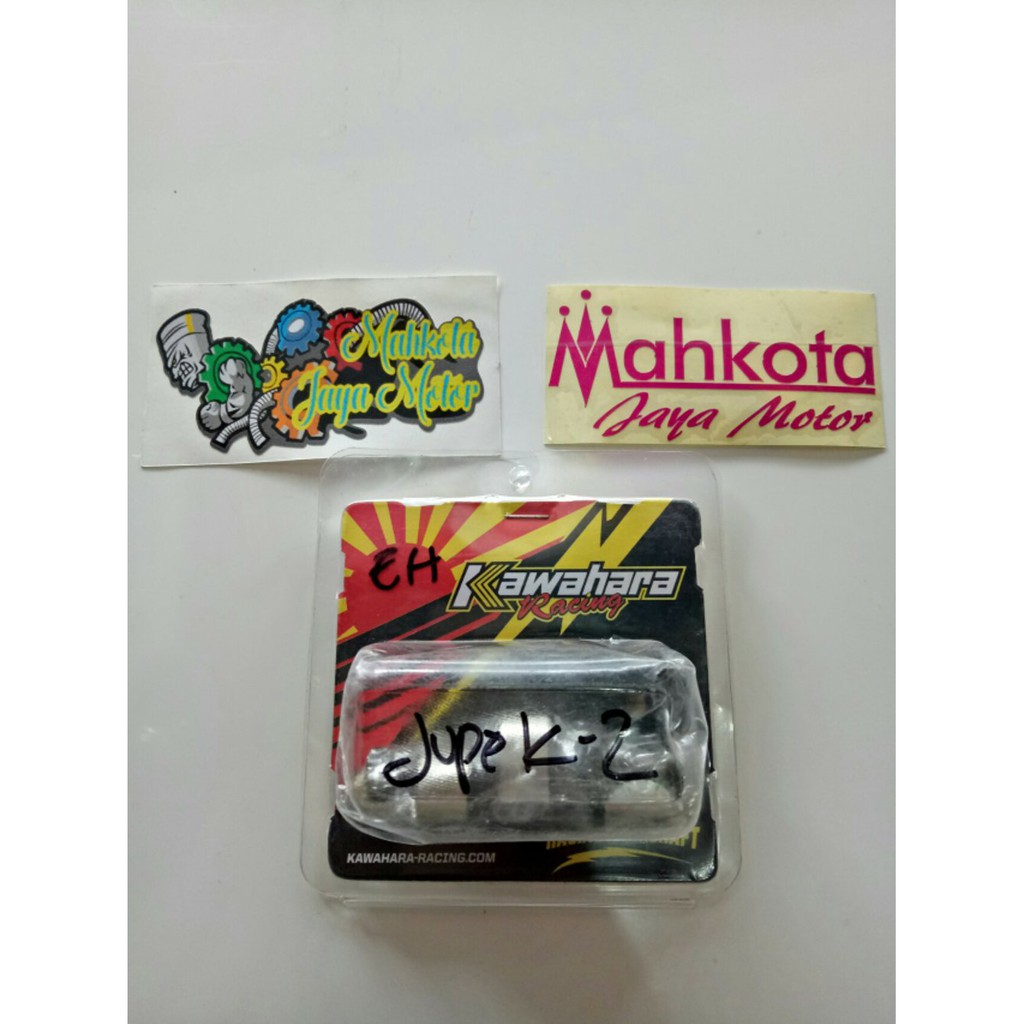 Mahkota
Jaya Motor
Mahkota
Jaya Motor
EH
Kawahara
Racing
Jupe K-2
KAWAHARA-RACING.COM